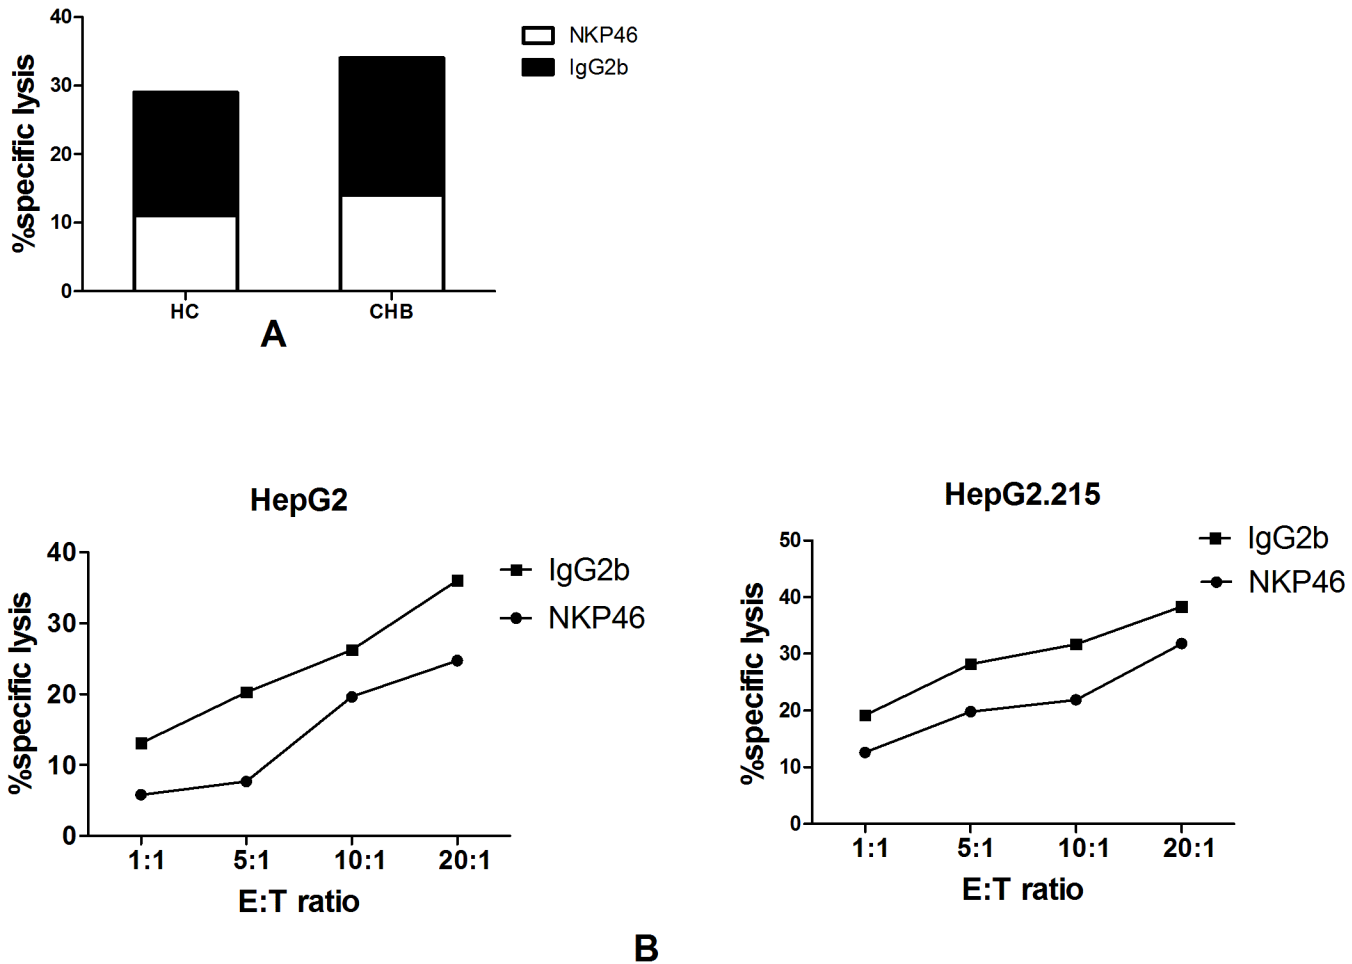 40
30
20
10
0
%specific lysis
HC
CHB
NKP46
IgG2b
A
HepG2
40
30
20
10
0
%specific lysis
1:1 5:1 10:1 20:1
E:T ratio
IgG2b
NKP46
HepG2.215
50
40
30
20
10
0
%specific lysis
1:1 5:1 10:1 20:1
E:T ratio
IgG2b
NKP46
B